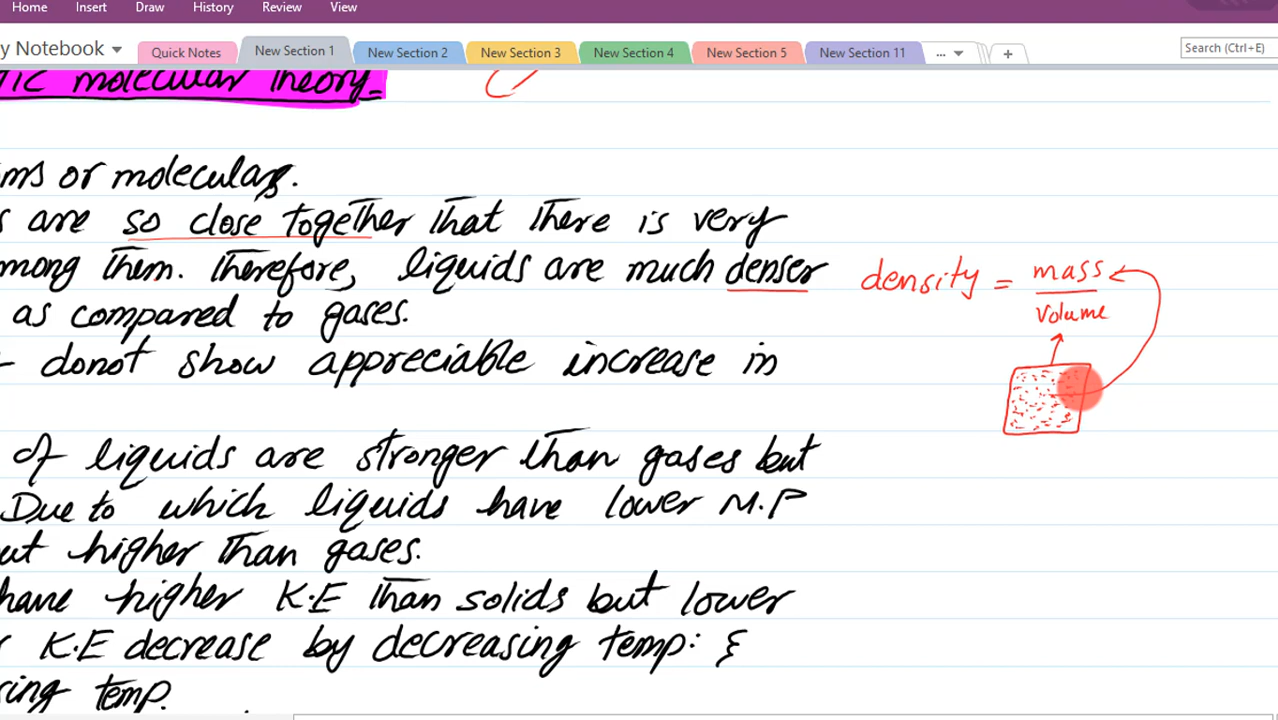 Home Insert Draw History Review View
y Notebook Quick Notes New Section 1 New Section 2 New Section 3 New Section 4 New Section 5 New Section 11 ... + Search (Ctrl+E)
tic molecular Theory
ms or molecular
s are so close together that there is very
mong them. Therefore, liquids are much denser
density = mass
volume
as compared to gases.
donot show appreciable increase in
of liquids are stronger than gases but
Due to which liquids have lower M.P
ut higher than gases.
have higher K.E than solids but lower
r K.E decrease by decreasing temp: &
sing temp.